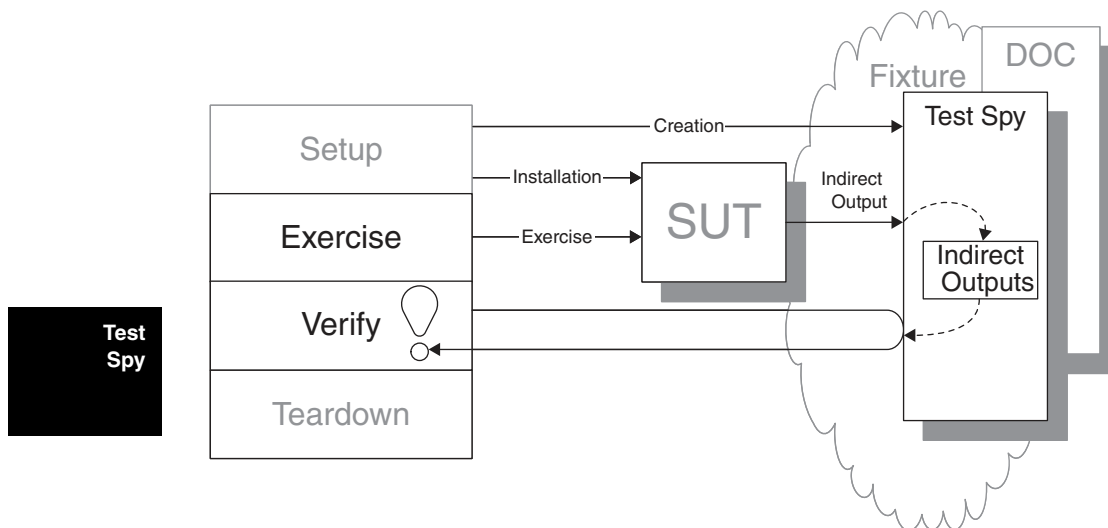 DOC
Fixture
Test Spy
Setup
Creation
Installation
Indirect
Output
SUT
Exercise
Exercise
Indirect
Outputs
Verify
Test
Spy
Teardown